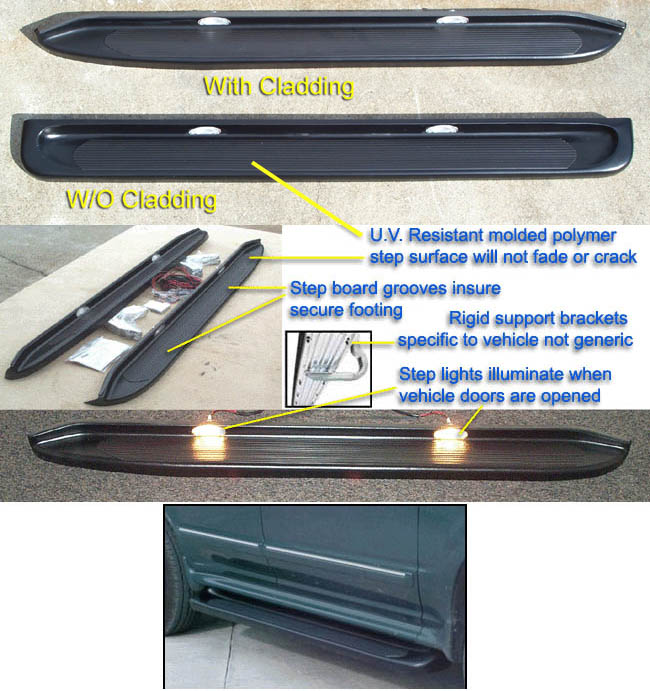 With Cladding
W/O Cladding
U.V. Resistant molded polymer
step surface will not fade or crack
Step board grooves insure
secure footing
Rigid support brackets
specific to vehicle not generic
Step lights illuminate when
vehicle doors are opened